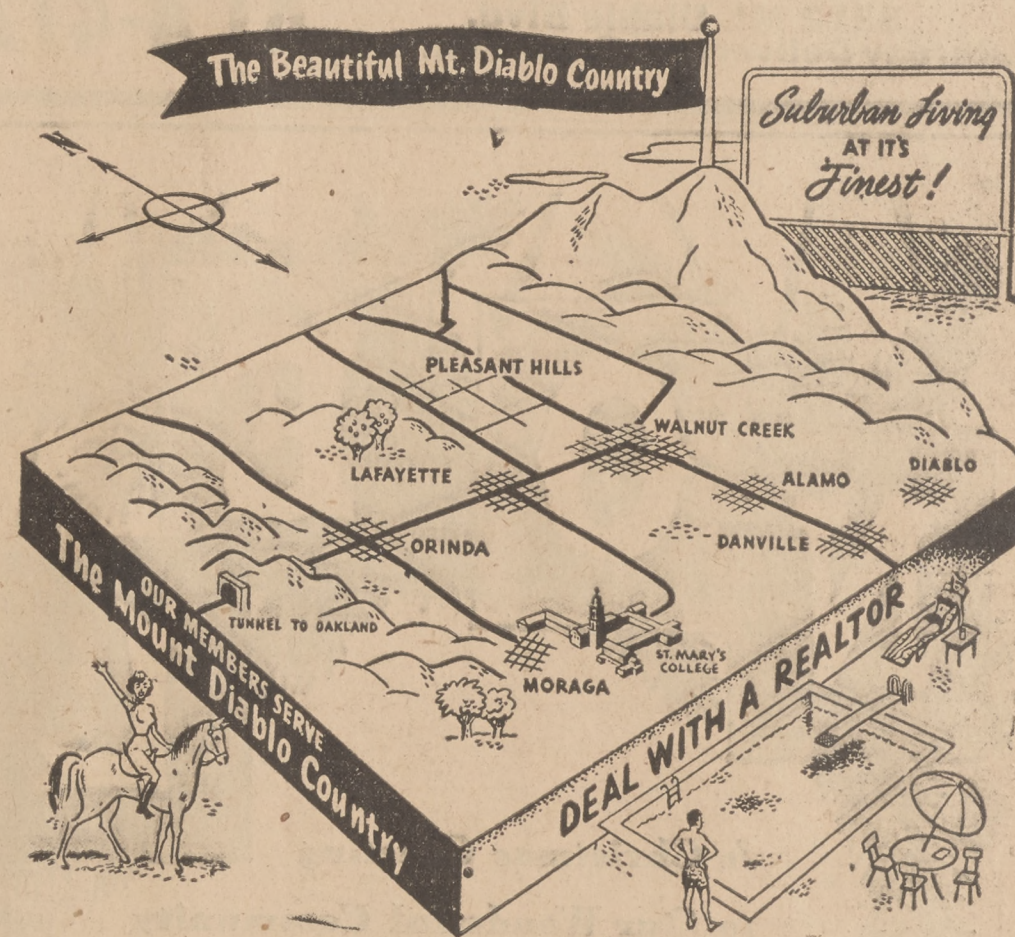 The Beautiful Mt. Diablo Country
Suburban Living
AT IT'S
Finest!
PLEASANT HILLS
WALNUT CREEK
LAFAYETTE
ALAMO
DIABLO
ORINDA
DANVILLE
TUNNEL TO OAKLAND
ST. MARY'S
COLLEGE
MORAGA
OUR MEMBERS SERVE
The Mount Diablo Country
DEAL WITH A REALTOR